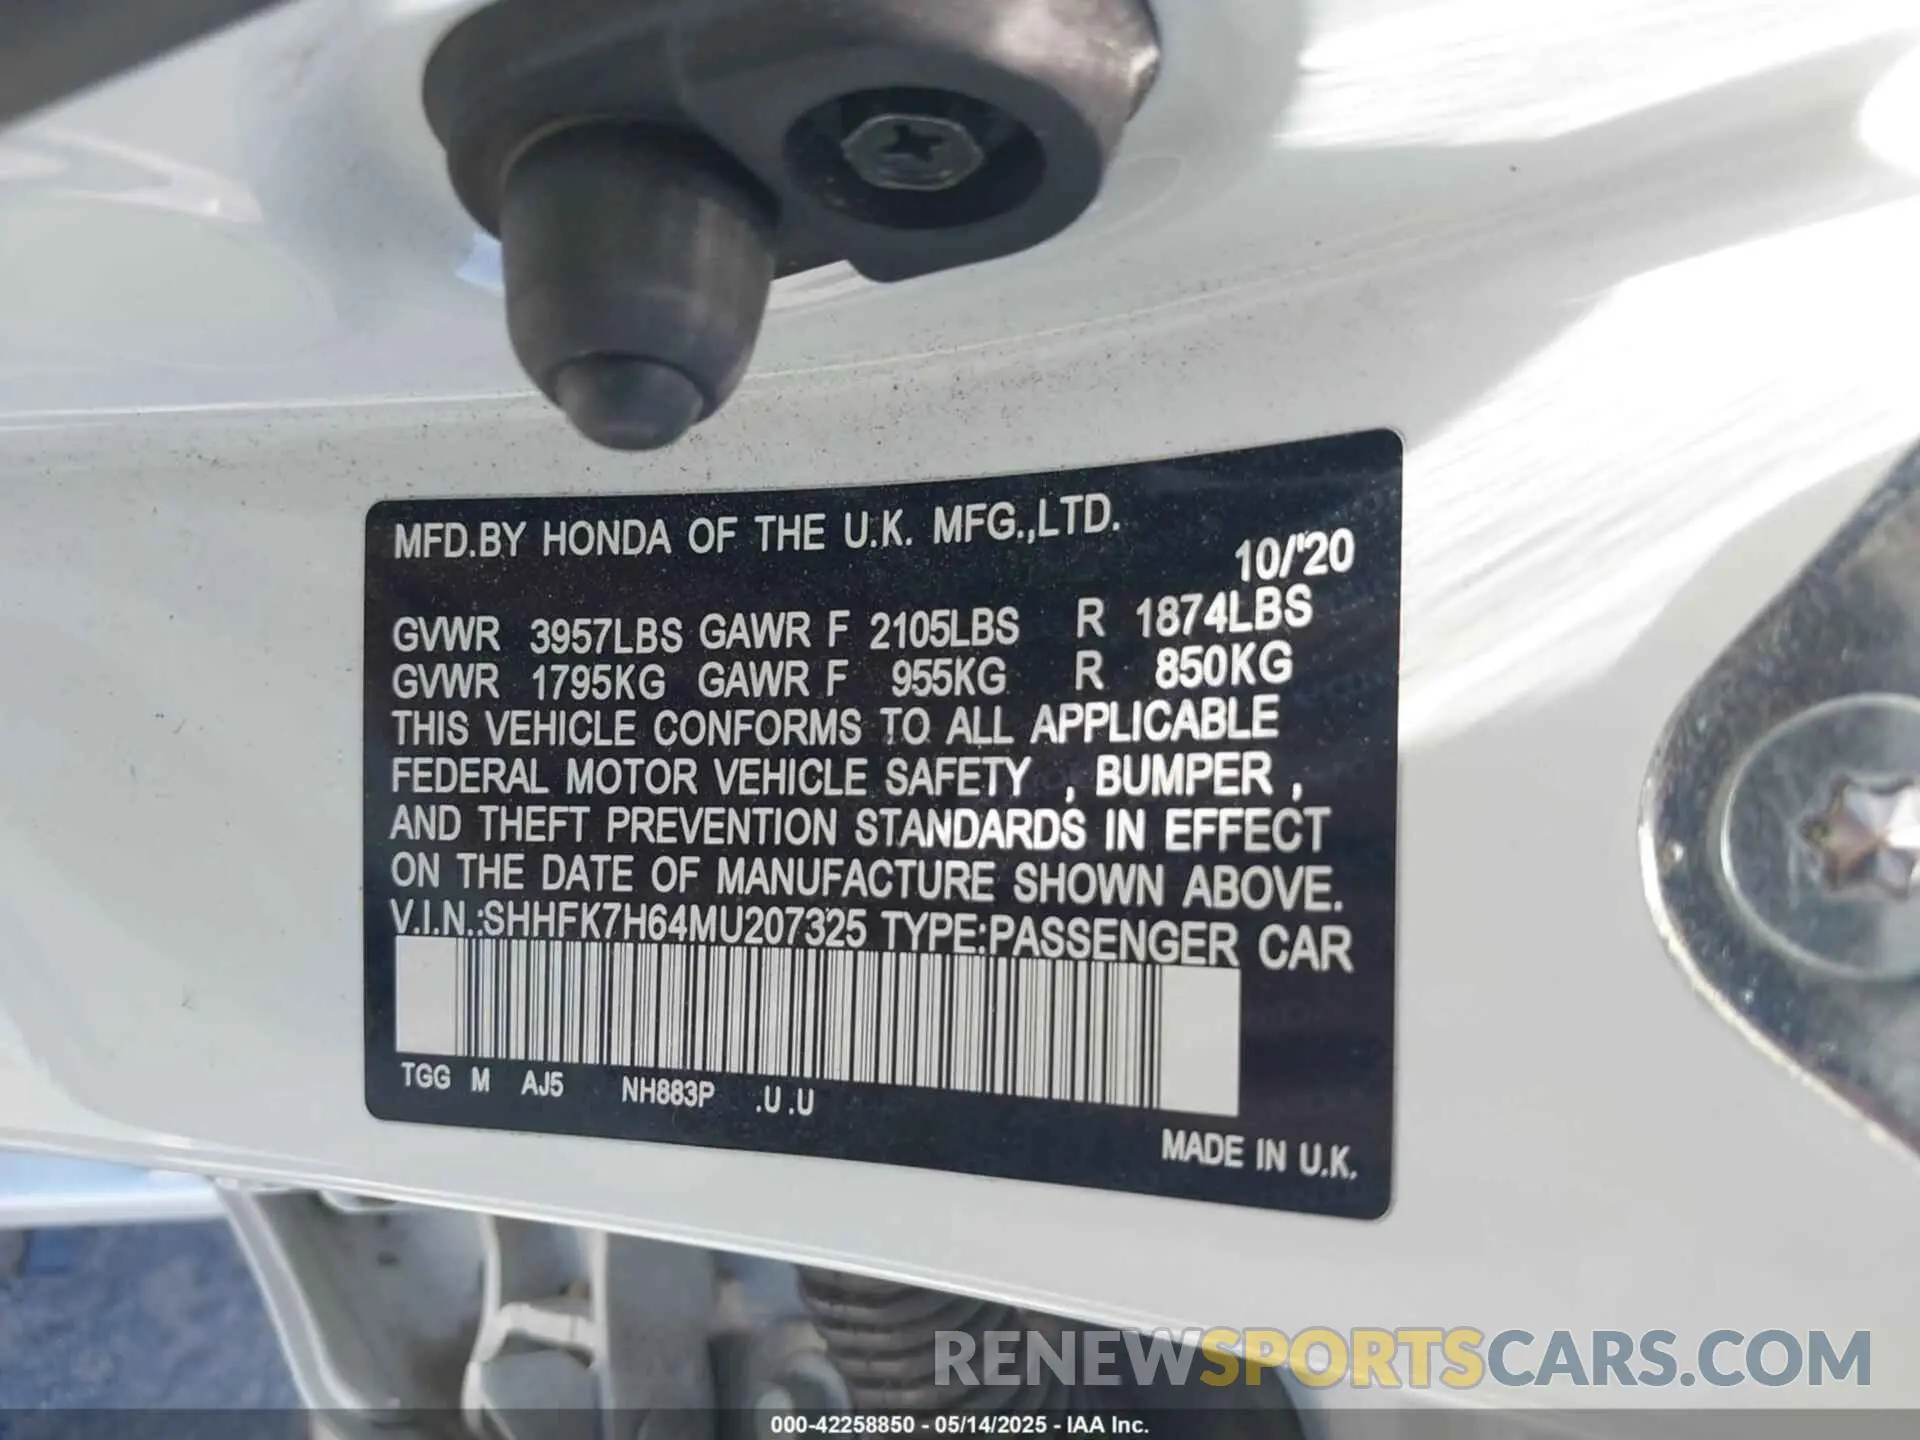 MFD.BY HONDA OF THE U.K. MFG.,LTD.
10/'20
GVWR 3957LBS GAWR F 2105LBS R 1874LBS
GVWR 1795KG GAWR F 955KG R 850KG
THIS VEHICLE CONFORMS TO ALL APPLICABLE
FEDERAL MOTOR VEHICLE SAFETY , BUMPER ,
AND THEFT PREVENTION STANDARDS IN EFFECT
ON THE DATE OF MANUFACTURE SHOWN ABOVE.
V.I.N.:SHHFK7H64MU207325 TYPE:PASSENGER CAR
TGG M AJ5 NH883P .U .U
MADE IN U.K.
RENEWSPORTSCARS.COM
000-42258850 - 05/14/2025 - IAA Inc.